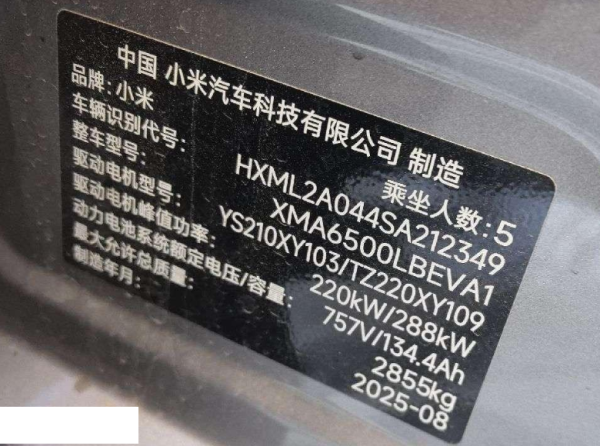 中国 小米汽车科技有限公司 制造
品牌:小米 乘坐人数:5
车辆识别代号: HXML2A044SA212349
整车型号: XMA6500LBEVA1
驱动电机型号: YS210XY103/TZ220XY109
驱动电机峰值功率: 220kW/288kW
动力电池系统额定电压/容量: 757V/134.4Ah
最大允许总质量: 2855kg
制造年月: 2025-08